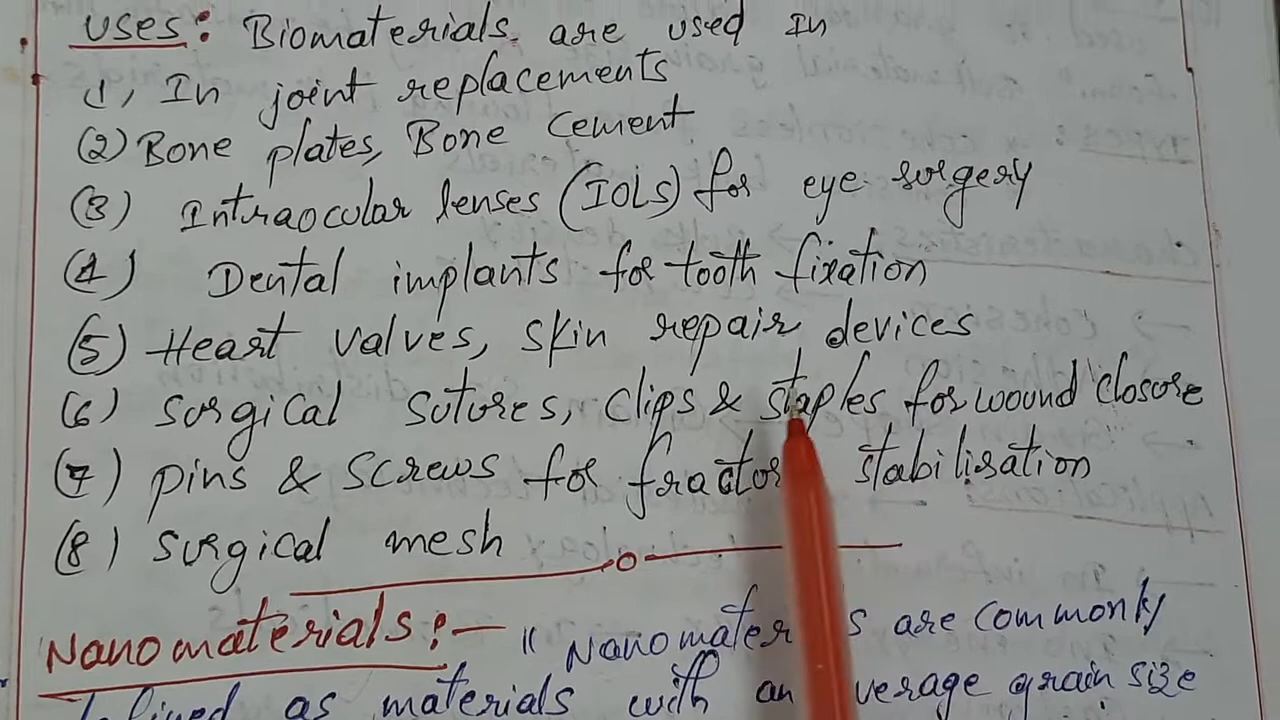 Uses: Biomaterials are used in
1, In joint replacements
(2) Bone plates, Bone cement
(3) Intraocular lenses (IOLs) for eye surgery
(4) Dental implants for tooth fixation
(5) Heart valves, skin repair devices
(6) Surgical sutures, clips & staples for wound closure
(7) pins & screws for fractor stabilisation
(8) surgical mesh
Nanomaterials:- "Nanomater s are commonly
as materials with an verage grain size